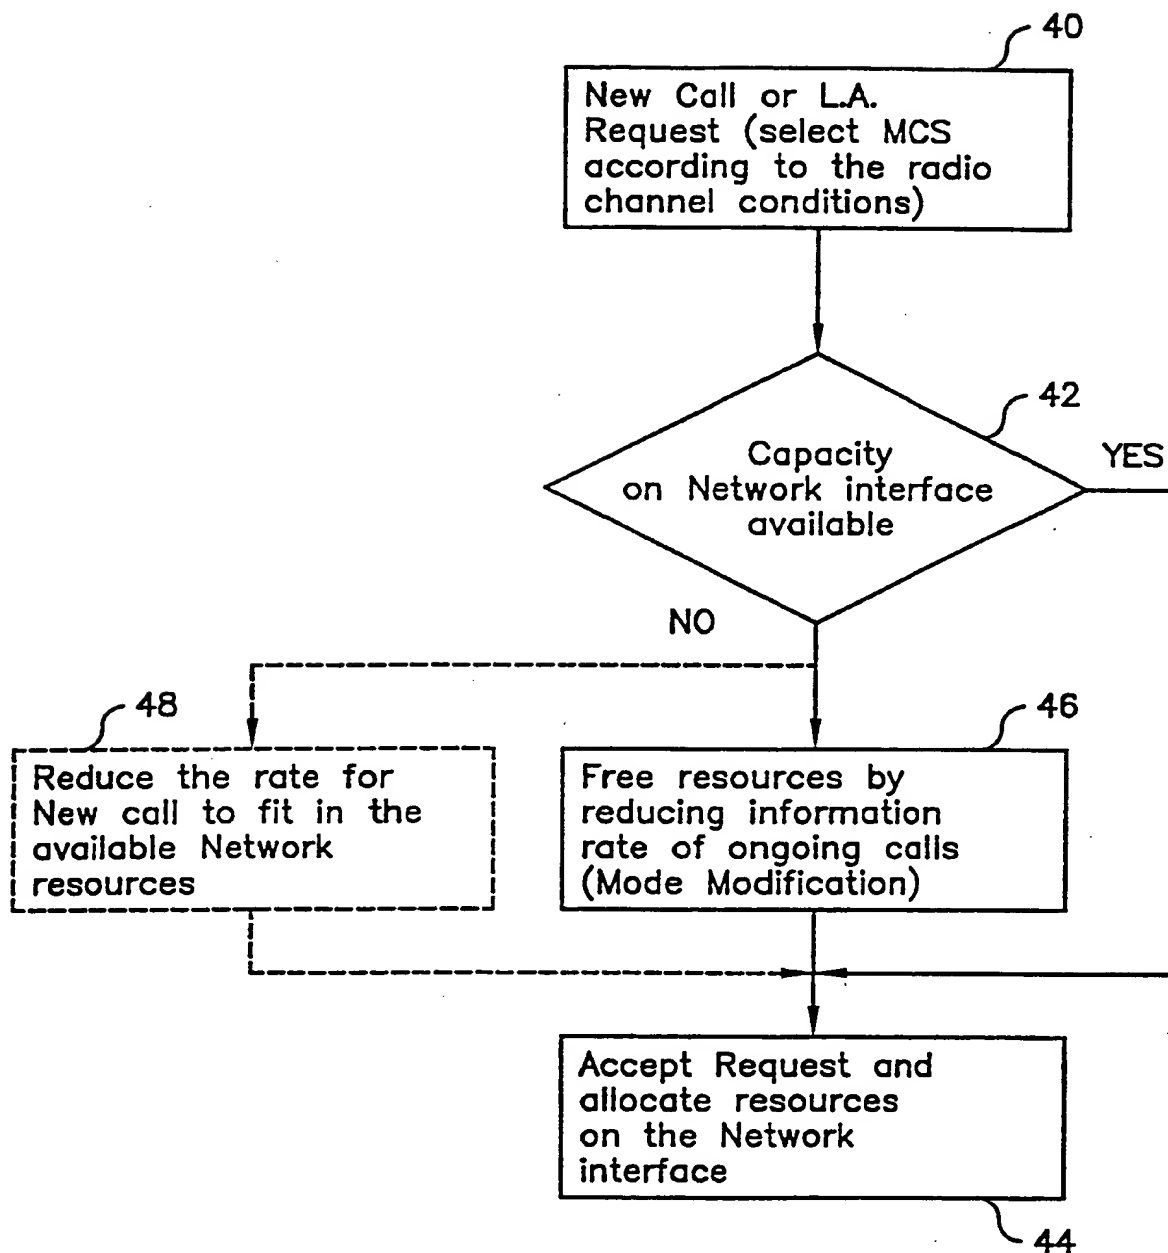 40
New Call or L.A.
Request (select MCS
according to the radio
channel conditions)
42
Capacity
on Network interface
available
YES
NO
48
Reduce the rate for
New call to fit in the
available Network
resources
46
Free resources by
reducing information
rate of ongoing calls
(Mode Modification)
Accept Request and
allocate resources
on the Network
interface
44